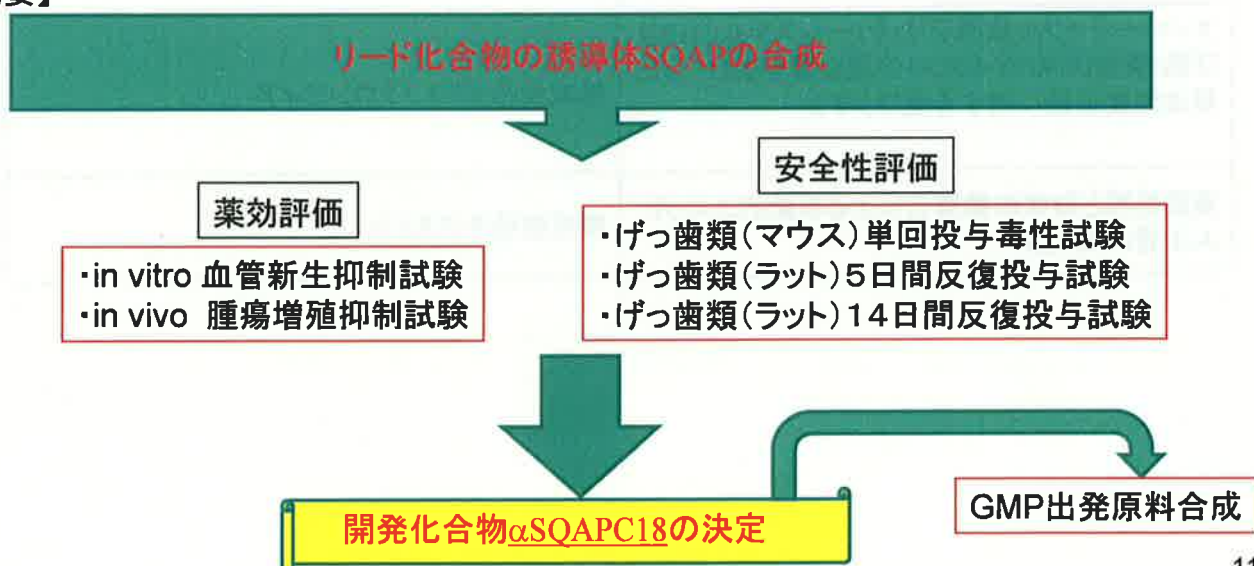 要】
リード化合物の誘導体SQAPの合成
薬効評価
・in vitro 血管新生抑制試験
・in vivo 腫瘍増殖抑制試験
安全性評価
・げっ歯類(マウス)単回投与毒性試験
・げっ歯類(ラット)5日間反復投与試験
・げっ歯類(ラット)14日間反復投与試験
開発化合物αSQAPC18の決定
GMP出発原料合成